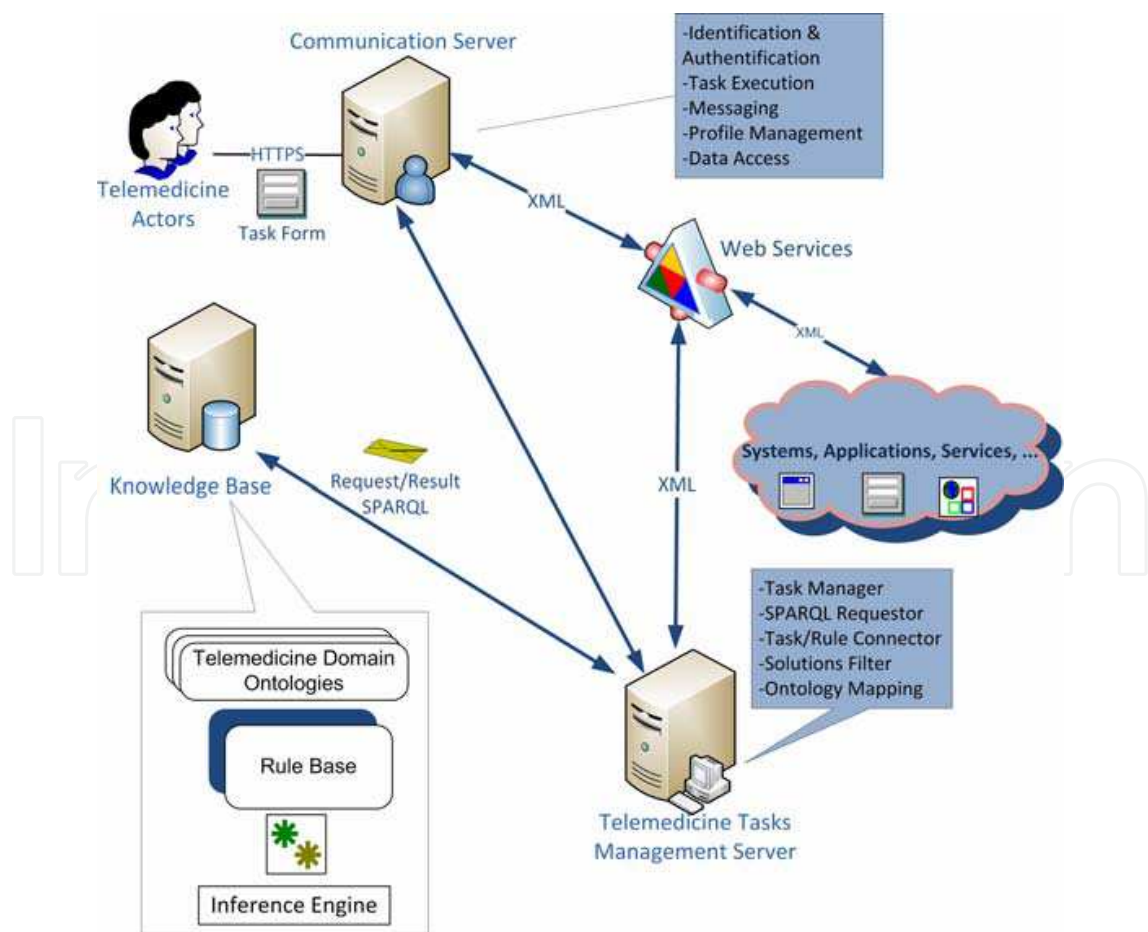 Communication Server
-Identification &
Authentification
-Task Execution
-Messaging
-Profile Management
-Data Access
HTTPS
Telemedicine
Actors
Task Form
XML
Web Services
XML
Systems, Applications, Services, ...
Knowledge Base
Request/Result
SPARQL
XML
-Task Manager
-SPARQL Requestor
-Task/Rule Connector
-Solutions Filter
-Ontology Mapping
Telemedicine Domain
Ontologies
Rule Base
Inference Engine
Telemedicine Tasks
Management Server